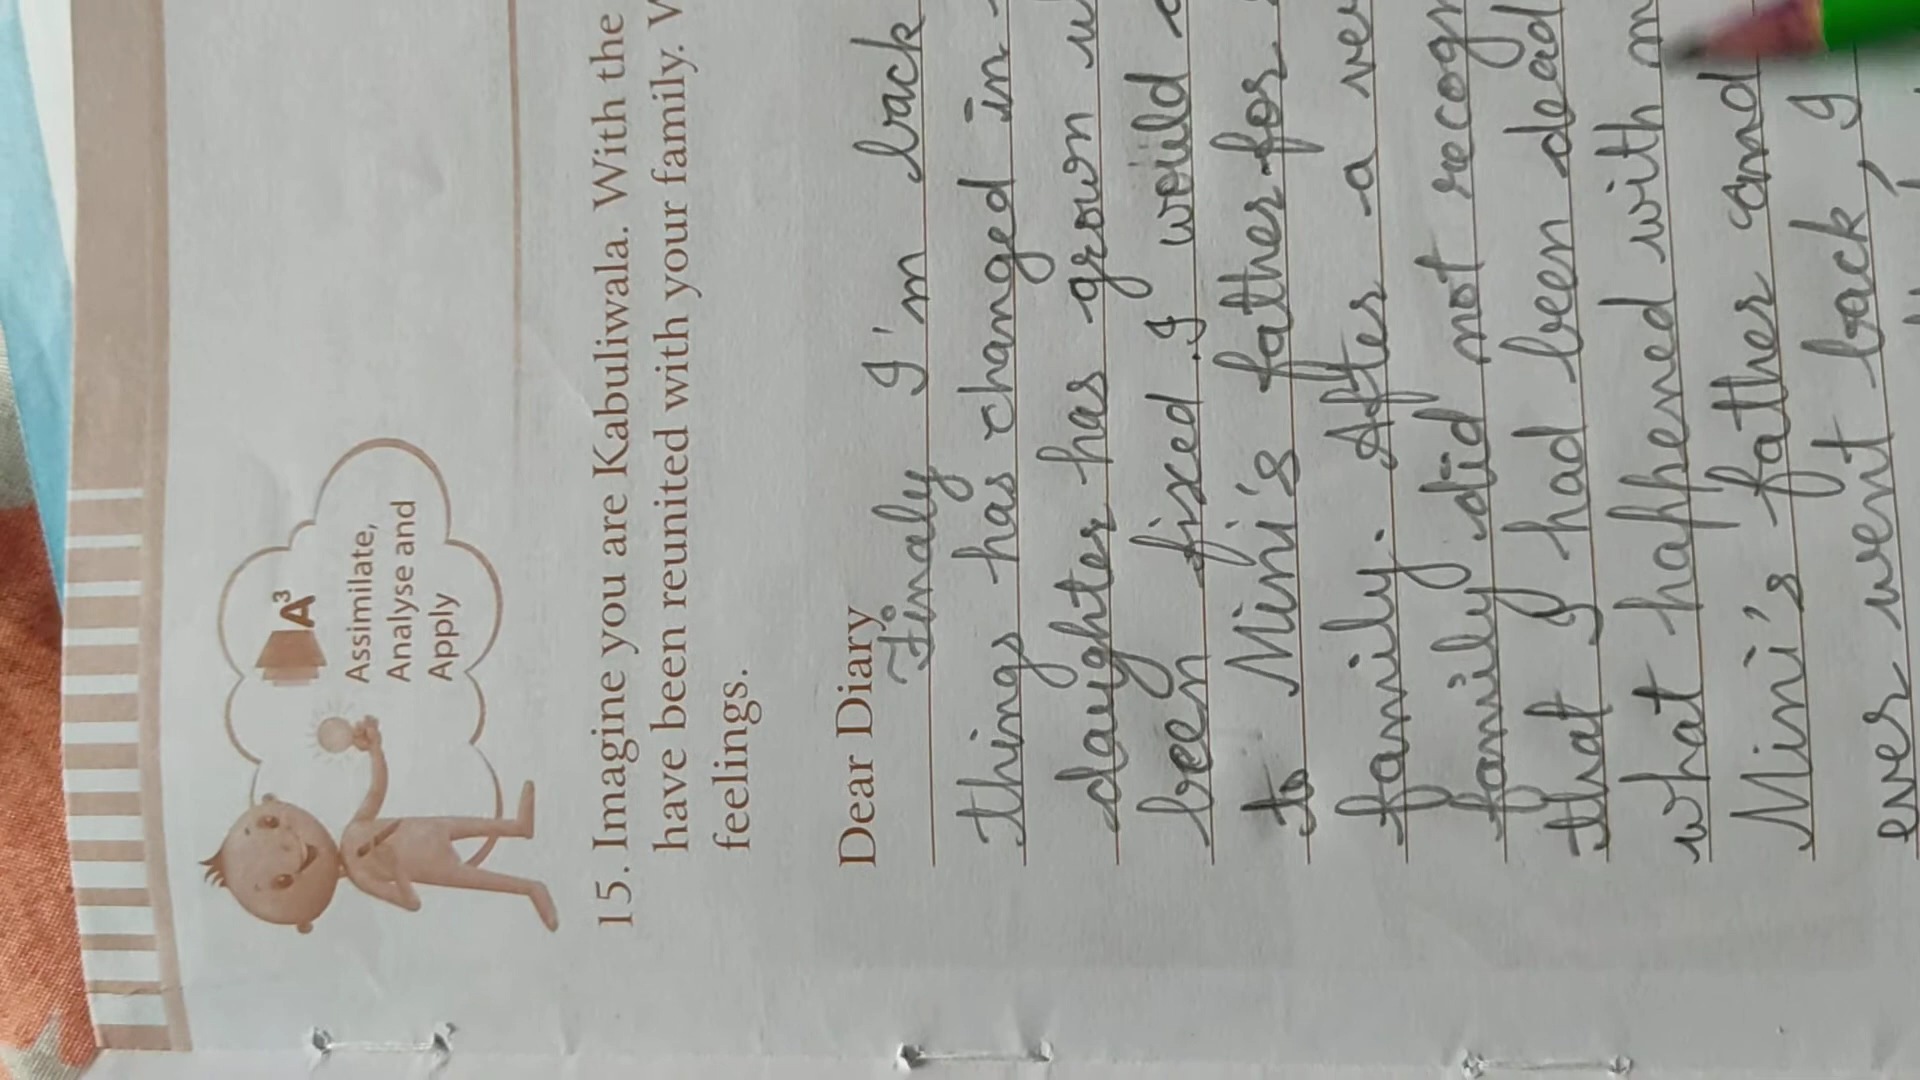 A³
Assimilate,
Analyse and
Apply
15. Imagine you are Kabuliwala. With the
have been reunited with your family.
feelings.
Dear Diary
Finaly I'm back
things has changed in
daughter has grown
been fixed. I would
to Mini's father for
family. After a
family did not
that I had been dead
what happened with
Mini's father and
ever went back, I